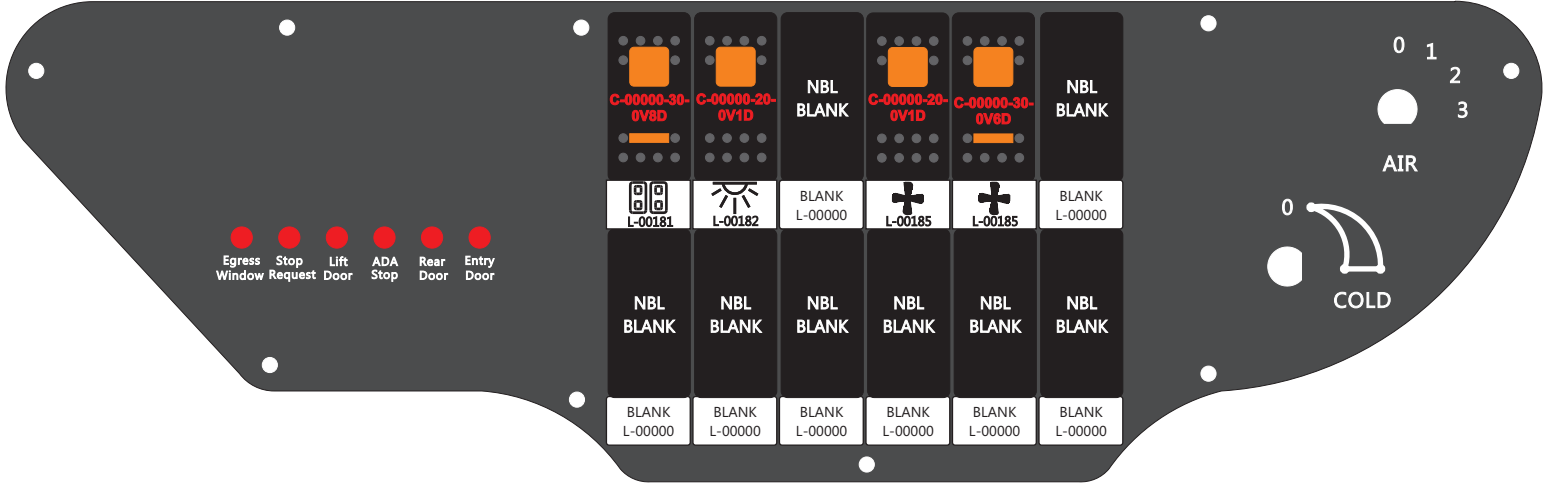 C-00000-30-
0V8D
C-00000-20-
0V1D
NBL
BLANK
C-00000-20-
0V1D
C-00000-30-
0V6D
NBL
BLANK
L-00181
L-00182
BLANK
L-00000
L-00185
L-00185
BLANK
L-00000
0
1
2
3
AIR
0
COLD
Egress
Window
Stop
Request
Lift
Door
ADA
Stop
Rear
Door
Entry
Door
NBL
BLANK
NBL
BLANK
NBL
BLANK
NBL
BLANK
NBL
BLANK
NBL
BLANK
BLANK
L-00000
BLANK
L-00000
BLANK
L-00000
BLANK
L-00000
BLANK
L-00000
BLANK
L-00000